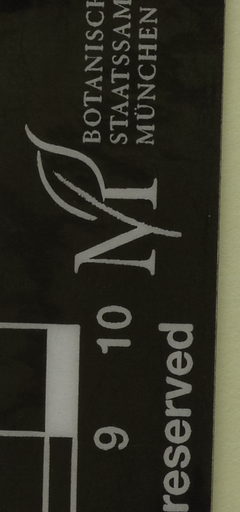 BOTANISCH
STAATSSAM
MÜNCHEN
M
9 10
reserved